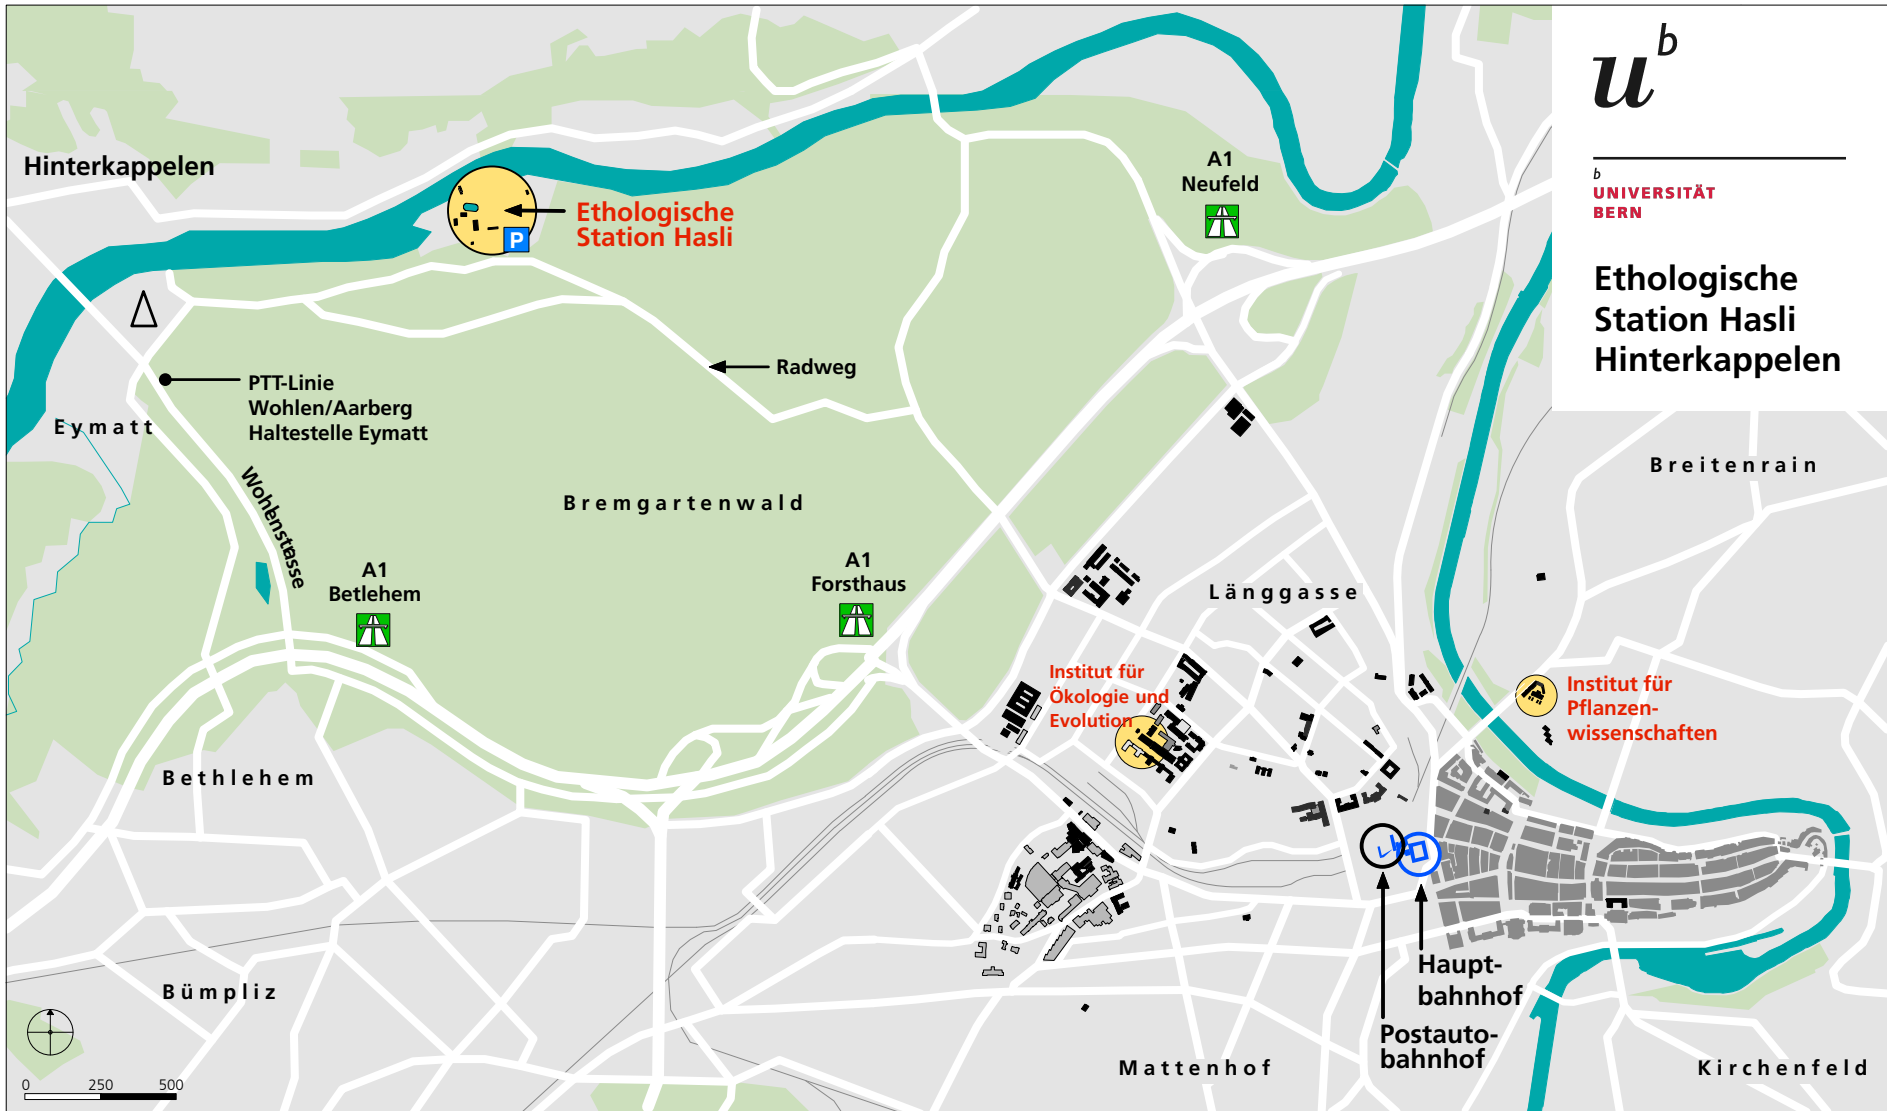 Hinterkappelen
Ethologische
Station Hasli
P
A1
Neufeld
u
b
b
UNIVERSITÄT
BERN
Ethologische
Station Hasli
Hinterkappelen
Radweg
PTT-Linie
Wohlen/Aarberg
Haltestelle Eymatt
Eymatt
Wohlenstrasse
Bremgartenwald
Breitenrain
A1
Betlehem
A1
Forsthaus
Länggasse
Institut für
Ökologie und
Evolution
Institut für
Pflanzen-
wissenschaften
Bethlehem
Bümpliz
Haupt-
bahnhof
Postauto-
bahnhof
Mattenhof
Kirchenfeld
0 250 500